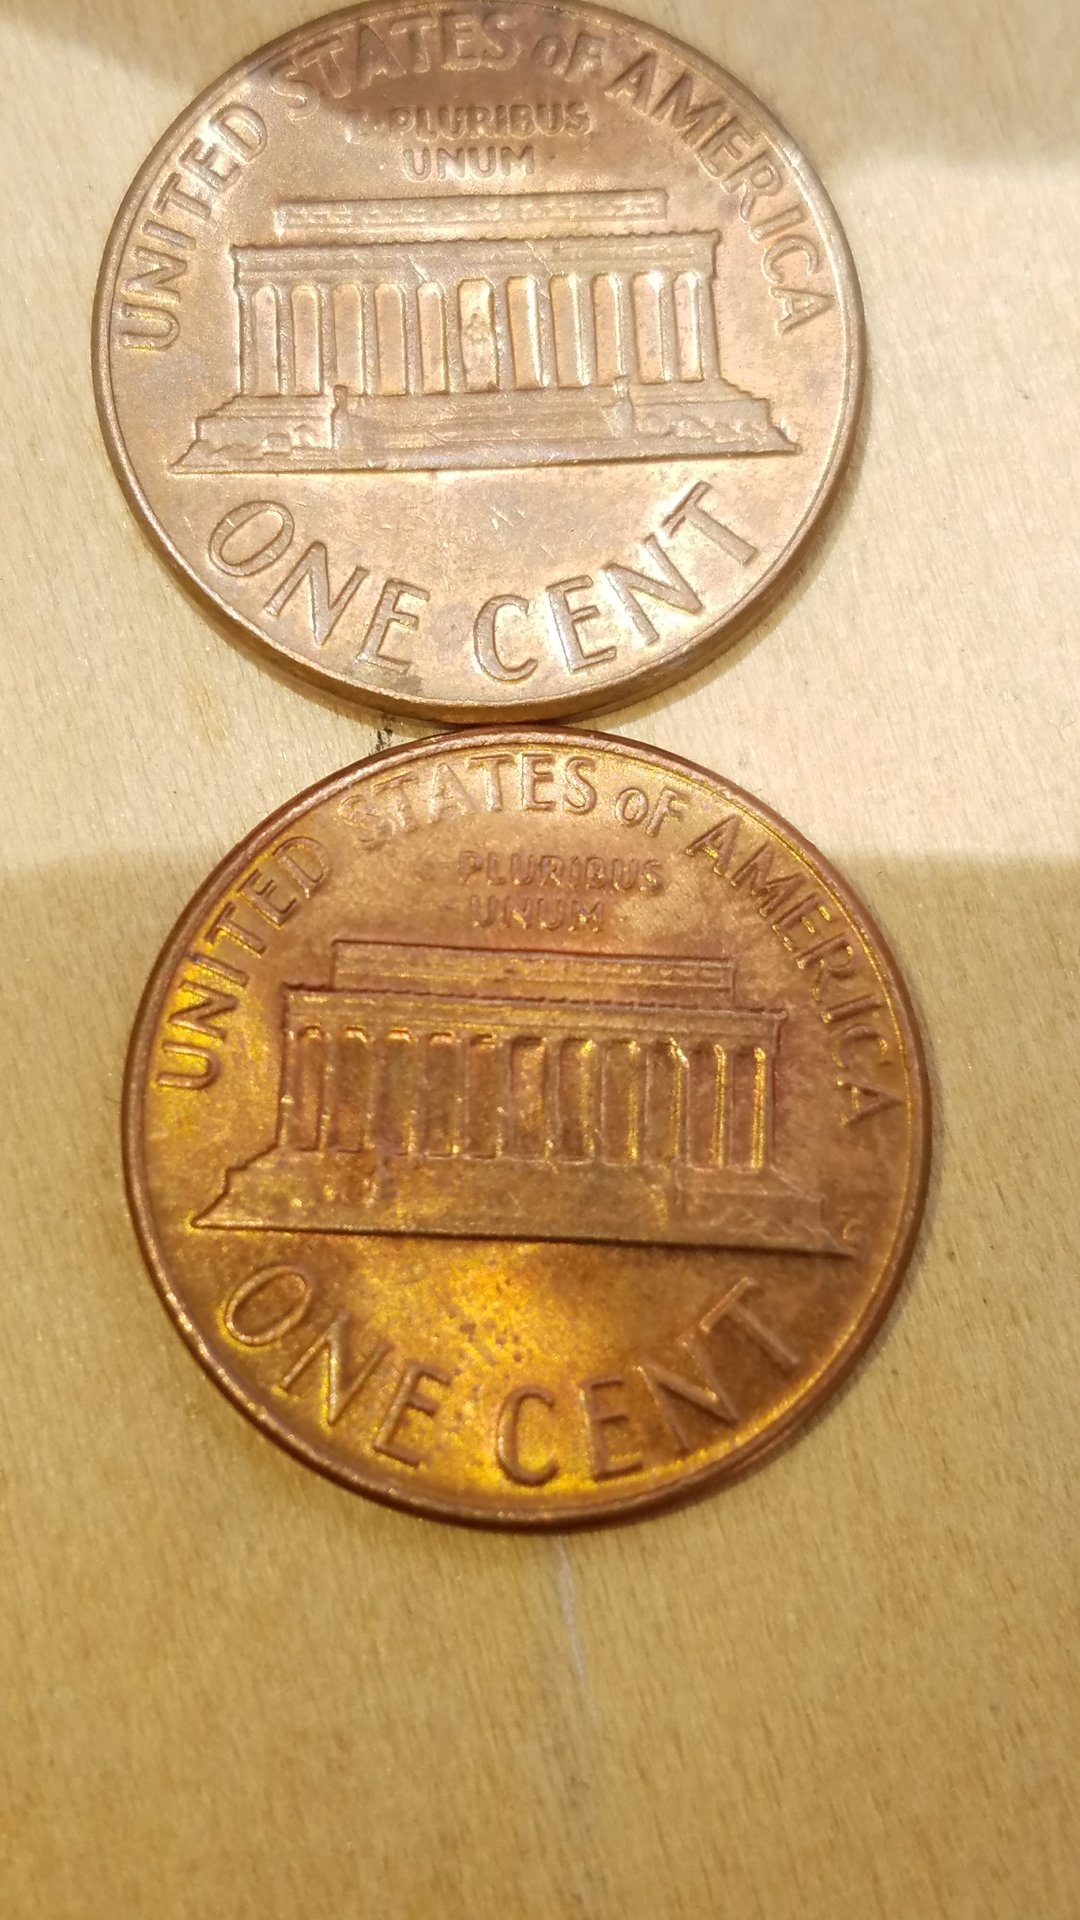 UNITED STATES OF AMERICA
E PLURIBUS
UNUM
ONE CENT
UNITED STATES OF AMERICA
PLURIBUS
UNUM
ONE CENT